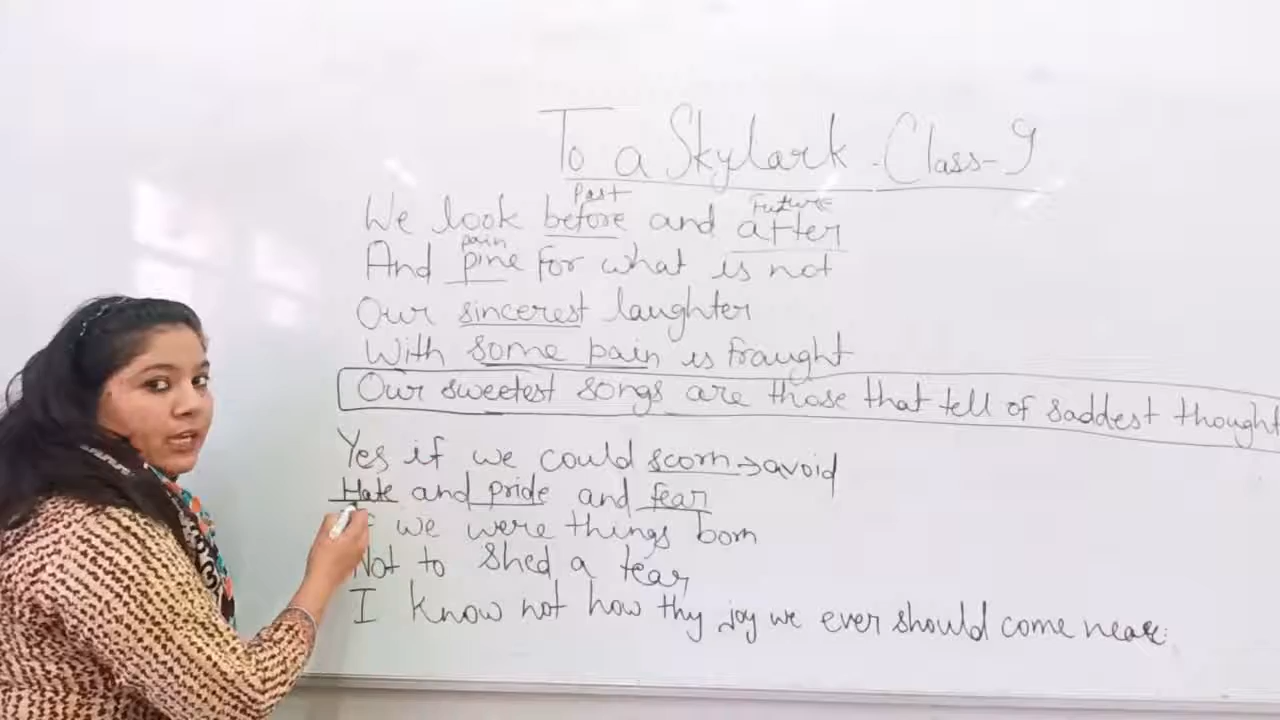 To a Skylark - Class-9
Past Future
We look before and after
pain
And pine for what is not
Our sincerest laughter
With some pain is fraught
Our sweetest songs are those that tell of saddest thought
Yes if we could scorn → avoid
Hate and pride and fear
If we were things born
Not to shed a tear
I know not how thy joy we ever should come near.